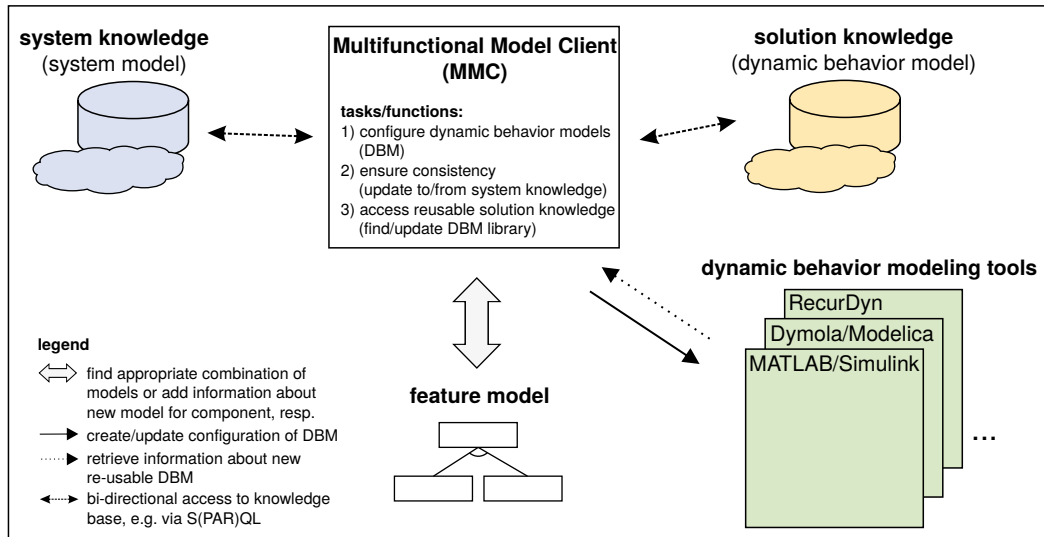 system knowledge
(system model)
Multifunctional Model Client
(MMC)
tasks/functions:
1) configure dynamic behavior models
(DBM)
2) ensure consistency
(update to/from system knowledge)
3) access reusable solution knowledge
(find/update DBM library)
solution knowledge
(dynamic behavior model)
dynamic behavior modeling tools
RecurDyn
Dymola/Modelica
MATLAB/Simulink
...
feature model
legend
find appropriate combination of
models or add information about
new model for component, resp.
create/update configuration of DBM
retrieve information about new
re-usable DBM
bi-directional access to knowledge
base, e.g. via S(PAR)QL